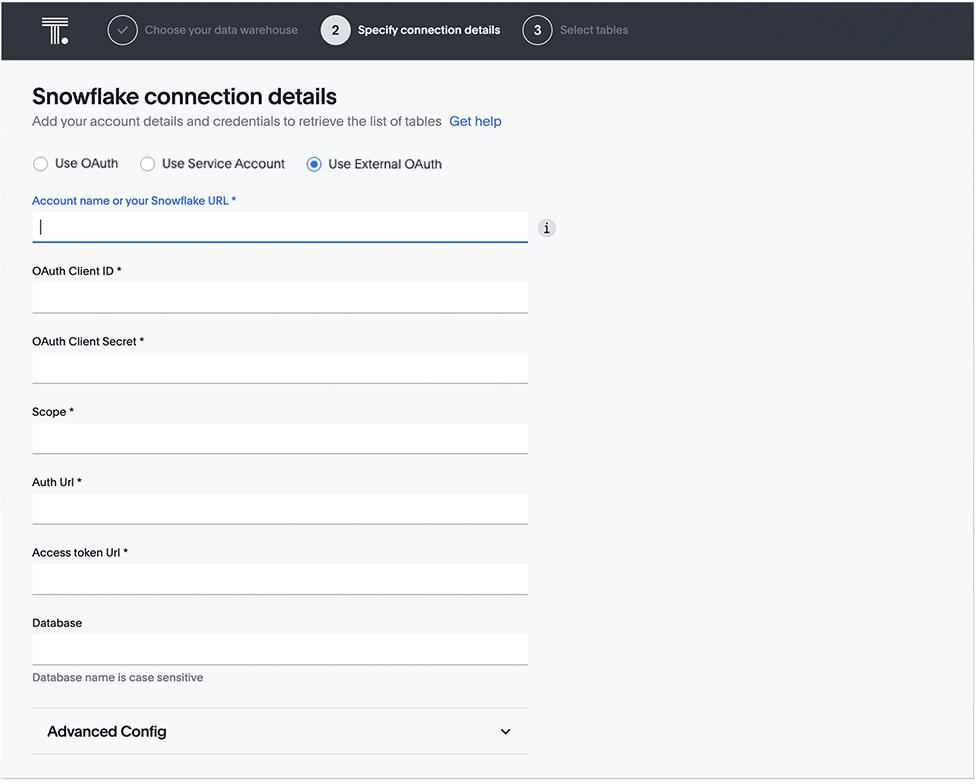 T. Choose your data warehouse 2 Specify connection details 3 Select tables
Snowflake connection details
Add your account details and credentials to retrieve the list of tables Get help
Use OAuth Use Service Account Use External OAuth
Account name or your Snowflake URL *
i
OAuth Client ID *
OAuth Client Secret *
Scope *
Auth Url *
Access token Url *
Database
Database name is case sensitive
Advanced Config